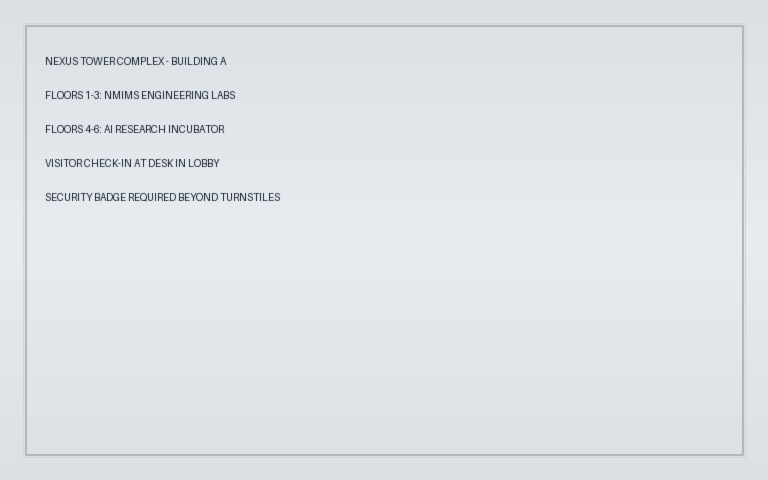 NEXUS TOWER COMPLEX - BUILDING A
FLOORS 1-3: NMIMS ENGINEERING LABS
FLOORS 4-6: AI RESEARCH INCUBATOR
VISITOR CHECK-IN AT DESK IN LOBBY
SECURITY BADGE REQUIRED BEYOND TURNSTILES